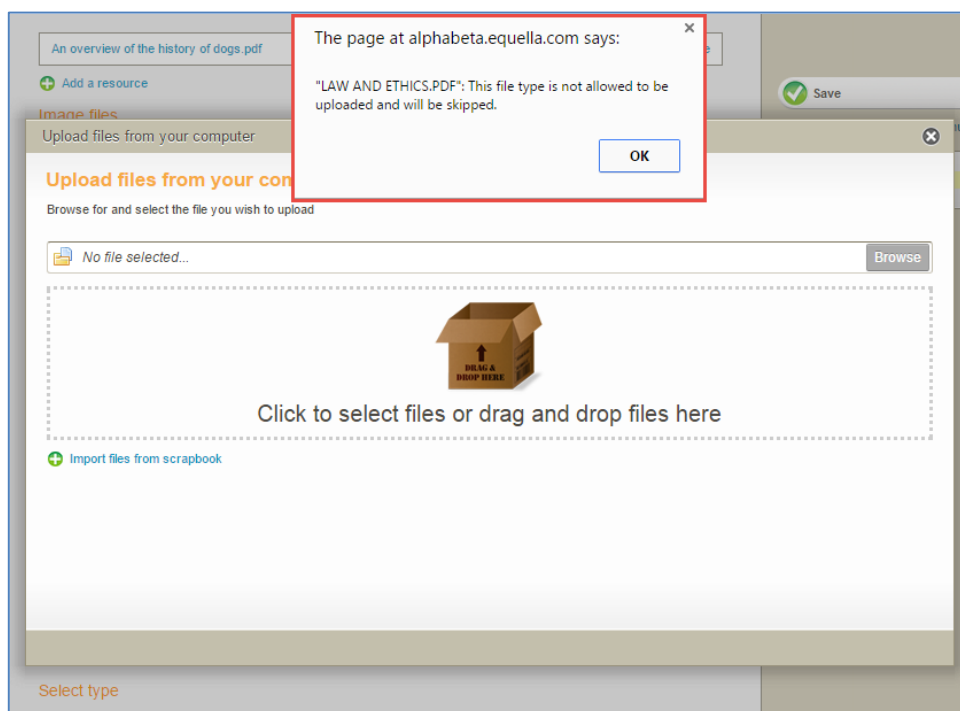 An overview of the history of dogs.pdf
Add a resource
Image files
The page at alphabeta.equella.com says:
"LAW AND ETHICS.PDF": This file type is not allowed to be
uploaded and will be skipped.
OK
Save
Upload files from your computer
Upload files from your com
Browse for and select the file you wish to upload
No file selected...
Browse
DRAG &
DROP HERE
Click to select files or drag and drop files here
Import files from scrapbook
Select type